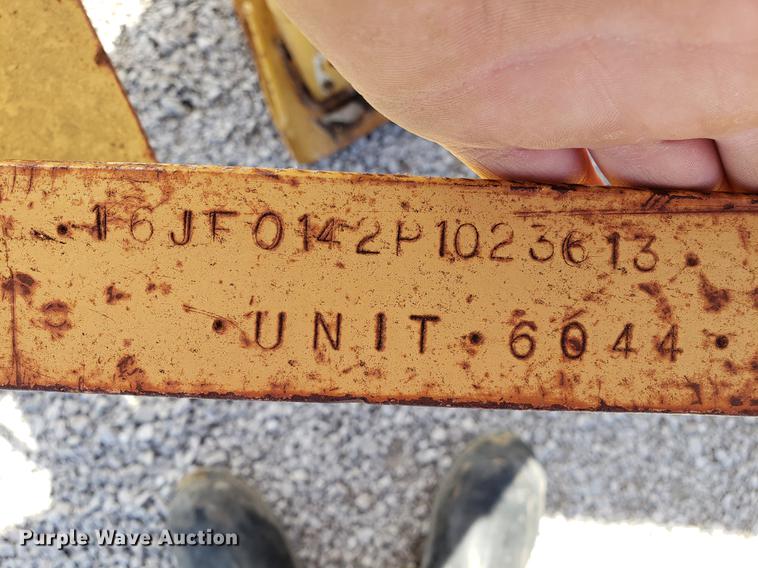 • 16JF0142P1023613 •
• UNIT • 6044 •
Purple Wave Auction